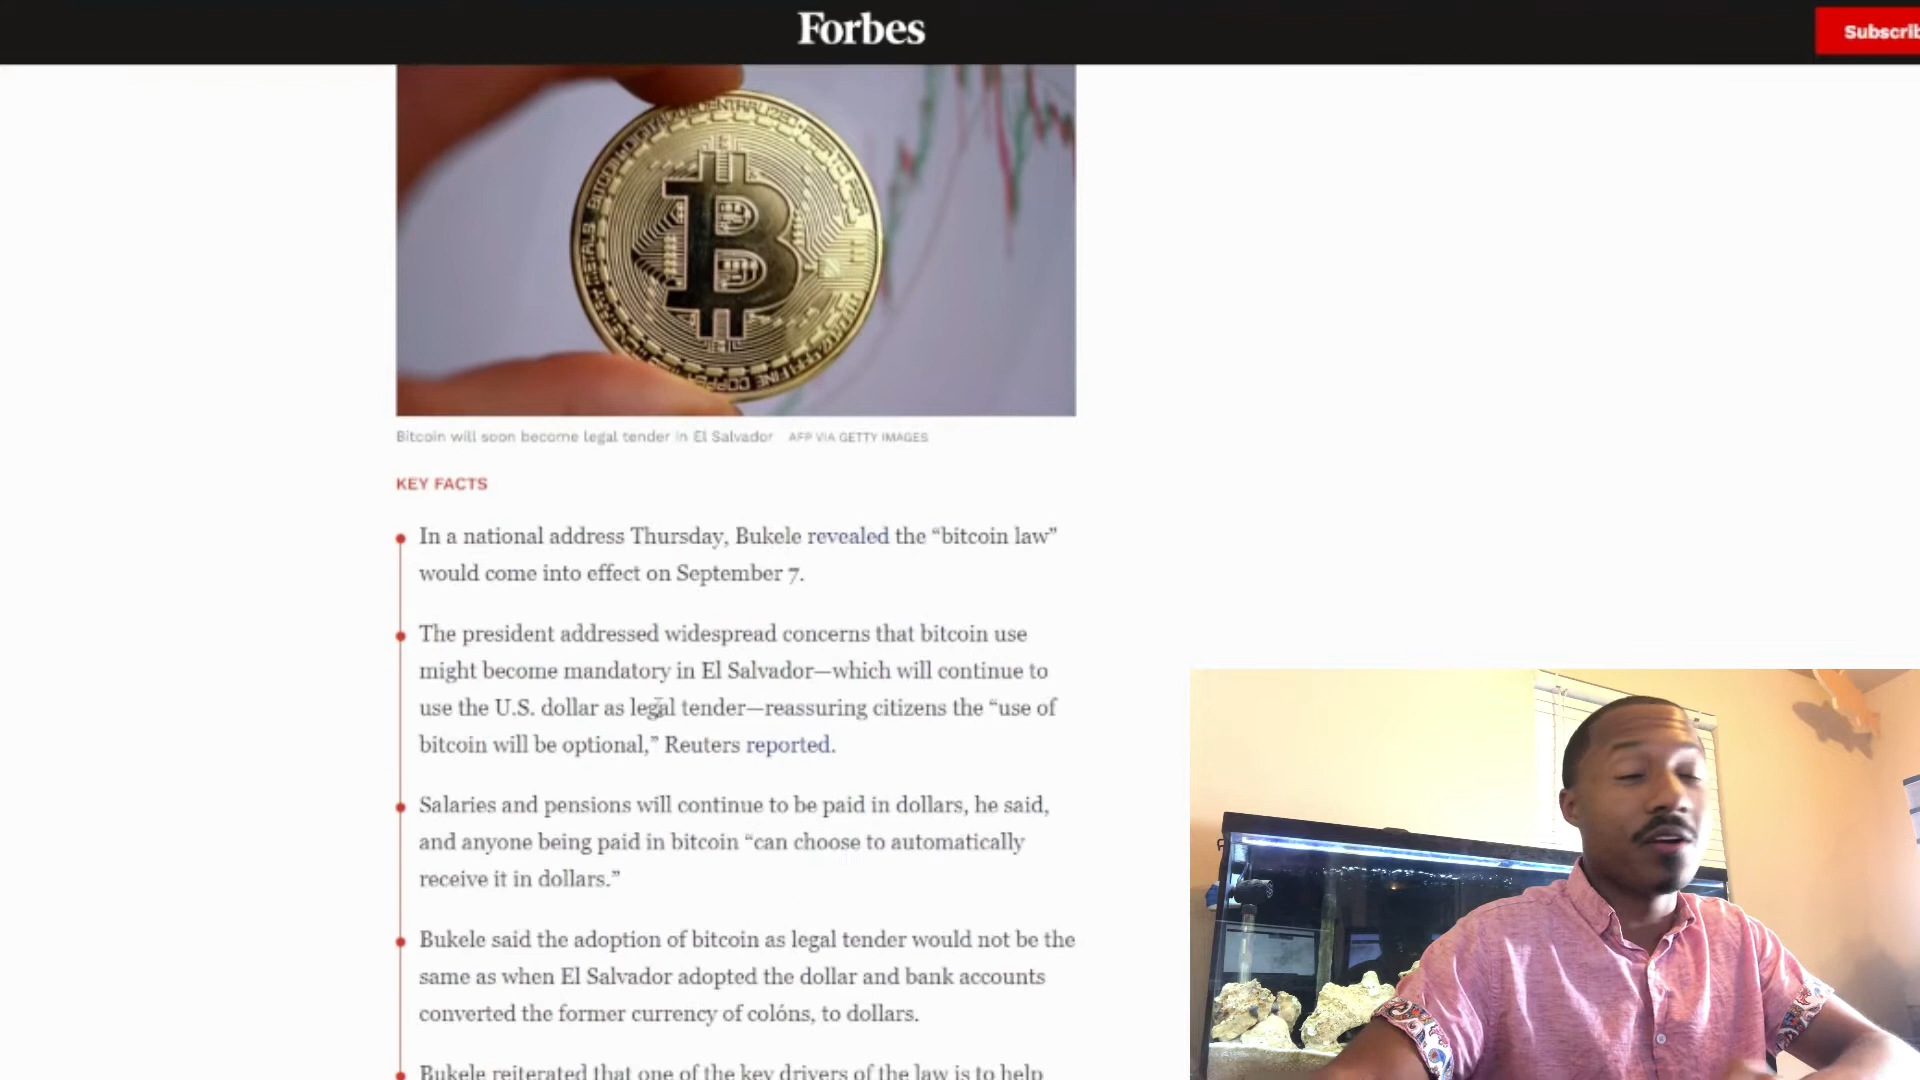 Forbes
Subscrib
Bitcoin will soon become legal tender in El Salvador AFP VIA GETTY IMAGES
KEY FACTS
In a national address Thursday, Bukele revealed the “bitcoin law”
would come into effect on September 7.
The president addressed widespread concerns that bitcoin use
might become mandatory in El Salvador—which will continue to
use the U.S. dollar as legal tender—reassuring citizens the “use of
bitcoin will be optional,” Reuters reported.
Salaries and pensions will continue to be paid in dollars, he said,
and anyone being paid in bitcoin “can choose to automatically
receive it in dollars.”
Bukele said the adoption of bitcoin as legal tender would not be the
same as when El Salvador adopted the dollar and bank accounts
converted the former currency of colóns, to dollars.
Bukele reiterated that one of the key drivers of the law is to help